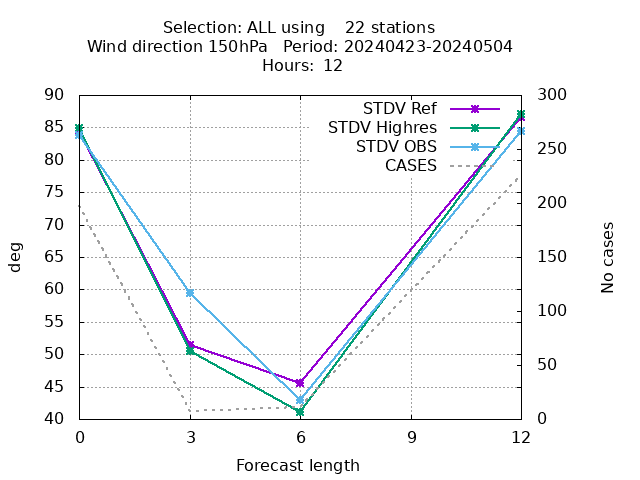 Selection: ALL using    22 stations
Wind direction 150hPa   Period: 20240423-20240504
Hours: 12
90
85
80
75
70
65
60
55
50
45
40
300
250
200
150
100
50
0
STDV Ref
STDV Highres
STDV OBS
CASES
deg
No cases
0 3 6 9 12
Forecast length